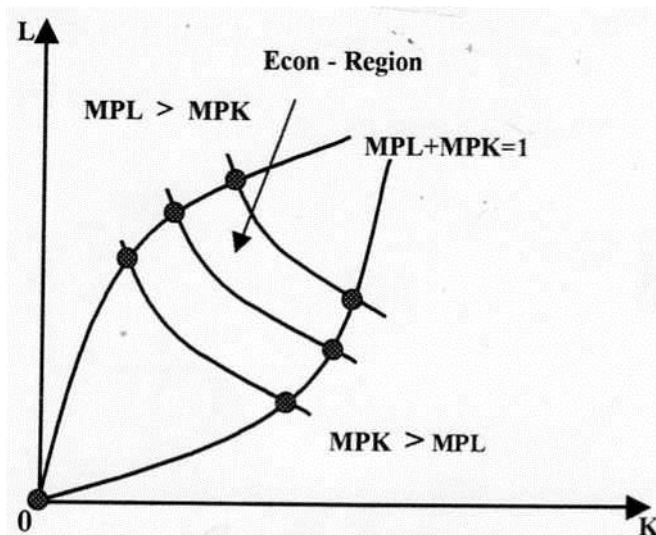 L
Econ - Region
MPL > MPK
MPL+MPK=1
MPK > MPL
0
K